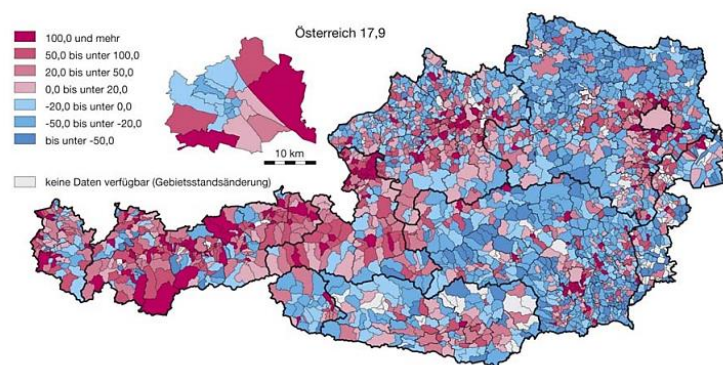 Österreich 17,9
100,0 und mehr
50,0 bis unter 100,0
20,0 bis unter 50,0
0,0 bis unter 20,0
-20,0 bis unter 0,0
-50,0 bis unter -20,0
bis unter -50,0
10 km
keine Daten verfügbar (Gebietsstandsänderung)